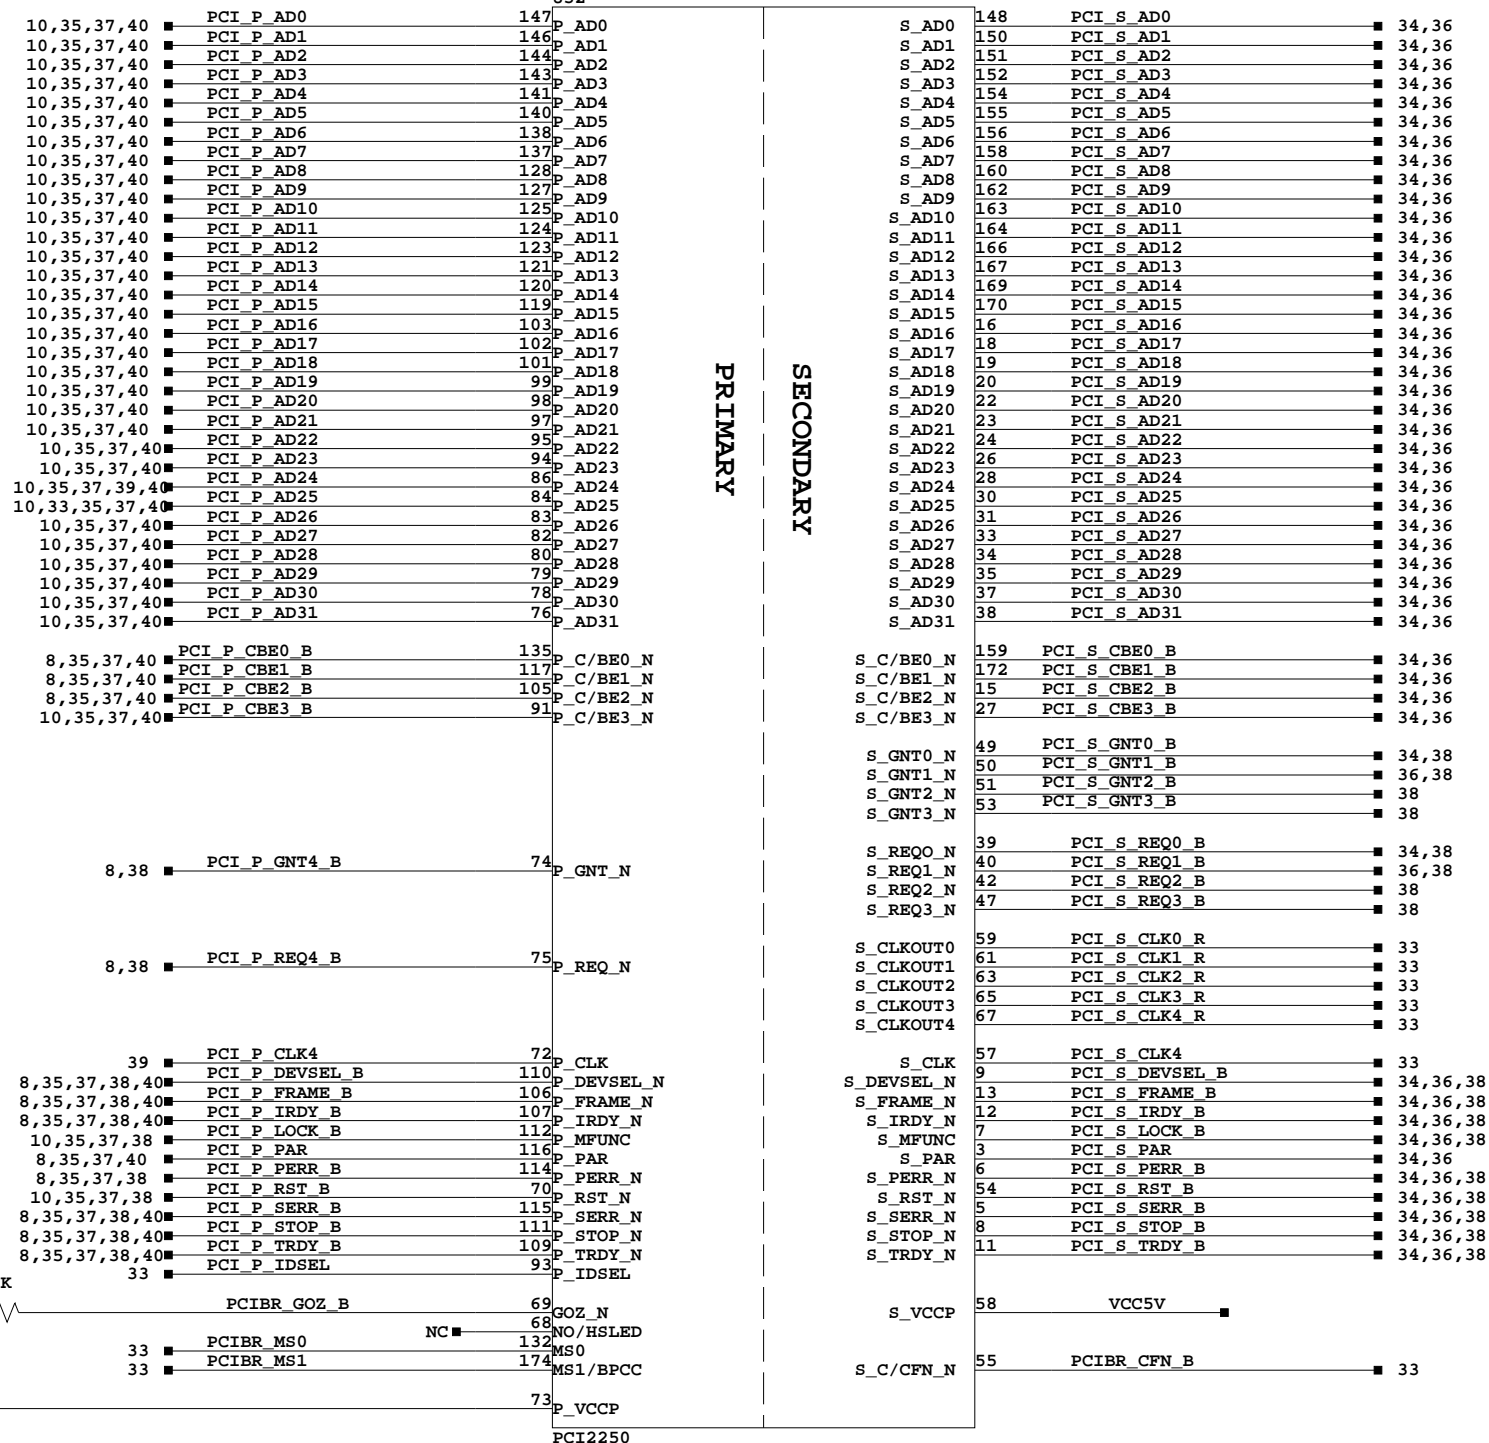 10,35,37,40 PCI_P_AD0 147 P_AD0 S_AD0 148 PCI_S_AD0 34,36
10,35,37,40 PCI_P_AD1 146 P_AD1 S_AD1 150 PCI_S_AD1 34,36
10,35,37,40 PCI_P_AD2 144 P_AD2 S_AD2 151 PCI_S_AD2 34,36
10,35,37,40 PCI_P_AD3 143 P_AD3 S_AD3 152 PCI_S_AD3 34,36
10,35,37,40 PCI_P_AD4 141 P_AD4 S_AD4 154 PCI_S_AD4 34,36
10,35,37,40 PCI_P_AD5 140 P_AD5 S_AD5 155 PCI_S_AD5 34,36
10,35,37,40 PCI_P_AD6 138 P_AD6 S_AD6 156 PCI_S_AD6 34,36
10,35,37,40 PCI_P_AD7 137 P_AD7 S_AD7 158 PCI_S_AD7 34,36
10,35,37,40 PCI_P_AD8 128 P_AD8 S_AD8 160 PCI_S_AD8 34,36
10,35,37,40 PCI_P_AD9 127 P_AD9 S_AD9 162 PCI_S_AD9 34,36
10,35,37,40 PCI_P_AD10 125 P_AD10 S_AD10 163 PCI_S_AD10 34,36
10,35,37,40 PCI_P_AD11 124 P_AD11 S_AD11 164 PCI_S_AD11 34,36
10,35,37,40 PCI_P_AD12 123 P_AD12 S_AD12 166 PCI_S_AD12 34,36
10,35,37,40 PCI_P_AD13 121 P_AD13 S_AD13 167 PCI_S_AD13 34,36
10,35,37,40 PCI_P_AD14 120 P_AD14 S_AD14 169 PCI_S_AD14 34,36
10,35,37,40 PCI_P_AD15 119 P_AD15 S_AD15 170 PCI_S_AD15 34,36
10,35,37,40 PCI_P_AD16 103 P_AD16 S_AD16 16 PCI_S_AD16 34,36
10,35,37,40 PCI_P_AD17 102 P_AD17 S_AD17 18 PCI_S_AD17 34,36
10,35,37,40 PCI_P_AD18 101 P_AD18 S_AD18 19 PCI_S_AD18 34,36
10,35,37,40 PCI_P_AD19 99 P_AD19 S_AD19 20 PCI_S_AD19 34,36
10,35,37,40 PCI_P_AD20 98 P_AD20 S_AD20 22 PCI_S_AD20 34,36
10,35,37,40 PCI_P_AD21 97 P_AD21 S_AD21 23 PCI_S_AD21 34,36
10,35,37,40 PCI_P_AD22 95 P_AD22 S_AD22 24 PCI_S_AD22 34,36
10,35,37,40 PCI_P_AD23 94 P_AD23 S_AD23 26 PCI_S_AD23 34,36
10,35,37,39,40 PCI_P_AD24 86 P_AD24 S_AD24 28 PCI_S_AD24 34,36
10,33,35,37,40 PCI_P_AD25 84 P_AD25 S_AD25 30 PCI_S_AD25 34,36
10,35,37,40 PCI_P_AD26 83 P_AD26 S_AD26 31 PCI_S_AD26 34,36
10,35,37,40 PCI_P_AD27 82 P_AD27 S_AD27 33 PCI_S_AD27 34,36
10,35,37,40 PCI_P_AD28 80 P_AD28 S_AD28 34 PCI_S_AD28 34,36
10,35,37,40 PCI_P_AD29 79 P_AD29 S_AD29 35 PCI_S_AD29 34,36
10,35,37,40 PCI_P_AD30 78 P_AD30 S_AD30 37 PCI_S_AD30 34,36
10,35,37,40 PCI_P_AD31 76 P_AD31 S_AD31 38 PCI_S_AD31 34,36
PRIMARY
SECONDARY
8,35,37,40 PCI_P_CBE0_B 135 P_C/BE0_N S_C/BE0_N 159 PCI_S_CBE0_B 34,36
8,35,37,40 PCI_P_CBE1_B 117 P_C/BE1_N S_C/BE1_N 172 PCI_S_CBE1_B 34,36
8,35,37,40 PCI_P_CBE2_B 105 P_C/BE2_N S_C/BE2_N 15 PCI_S_CBE2_B 34,36
10,35,37,40 PCI_P_CBE3_B 91 P_C/BE3_N S_C/BE3_N 27 PCI_S_CBE3_B 34,36
S_GNT0_N 49 PCI_S_GNT0_B 34,38
S_GNT1_N 50 PCI_S_GNT1_B 36,38
S_GNT2_N 51 PCI_S_GNT2_B 38
S_GNT3_N 53 PCI_S_GNT3_B 38
S_REQO_N 39 PCI_S_REQ0_B 34,38
8,38 PCI_P_GNT4_B 74 P_GNT_N S_REQ1_N 40 PCI_S_REQ1_B 36,38
S_REQ2_N 42 PCI_S_REQ2_B 38
S_REQ3_N 47 PCI_S_REQ3_B 38
S_CLKOUT0 59 PCI_S_CLK0_R 33
8,38 PCI_P_REQ4_B 75 P_REQ_N S_CLKOUT1 61 PCI_S_CLK1_R 33
S_CLKOUT2 63 PCI_S_CLK2_R 33
S_CLKOUT3 65 PCI_S_CLK3_R 33
S_CLKOUT4 67 PCI_S_CLK4_R 33
39 PCI_P_CLK4 72 P_CLK S_CLK 57 PCI_S_CLK4 33
8,35,37,38,40 PCI_P_DEVSEL_B 110 P_DEVSEL_N S_DEVSEL_N 9 PCI_S_DEVSEL_B 34,36,38
8,35,37,38,40 PCI_P_FRAME_B 106 P_FRAME_N S_FRAME_N 13 PCI_S_FRAME_B 34,36,38
8,35,37,38,40 PCI_P_IRDY_B 107 P_IRDY_N S_IRDY_N 12 PCI_S_IRDY_B 34,36,38
10,35,37,38 PCI_P_LOCK_B 112 P_MFUNC S_MFUNC 7 PCI_S_LOCK_B 34,36,38
8,35,37,40 PCI_P_PAR 116 P_PAR S_PAR 3 PCI_S_PAR 34,36
8,35,37,38 PCI_P_PERR_B 114 P_PERR_N S_PERR_N 6 PCI_S_PERR_B 34,36,38
10,35,37,38 PCI_P_RST_B 70 P_RST_N S_RST_N 54 PCI_S_RST_B 34,36,38
8,35,37,38,40 PCI_P_SERR_B 115 P_SERR_N S_SERR_N 5 PCI_S_SERR_B 34,36,38
8,35,37,38,40 PCI_P_STOP_B 111 P_STOP_N S_STOP_N 8 PCI_S_STOP_B 34,36,38
8,35,37,38,40 PCI_P_TRDY_B 109 P_TRDY_N S_TRDY_N 11 PCI_S_TRDY_B 34,36,38
33 PCI_P_IDSEL 93 P_IDSEL
K
PCIBR_GOZ_B 69 GOZ_N S_VCCP 58 VCC5V
NC 68 NO/HSLED
33 PCIBR_MS0 132 MS0
33 PCIBR_MS1 174 MS1/BPCC S_C/CFN_N 55 PCIBR_CFN_B 33
73 P_VCCP
PCI2250